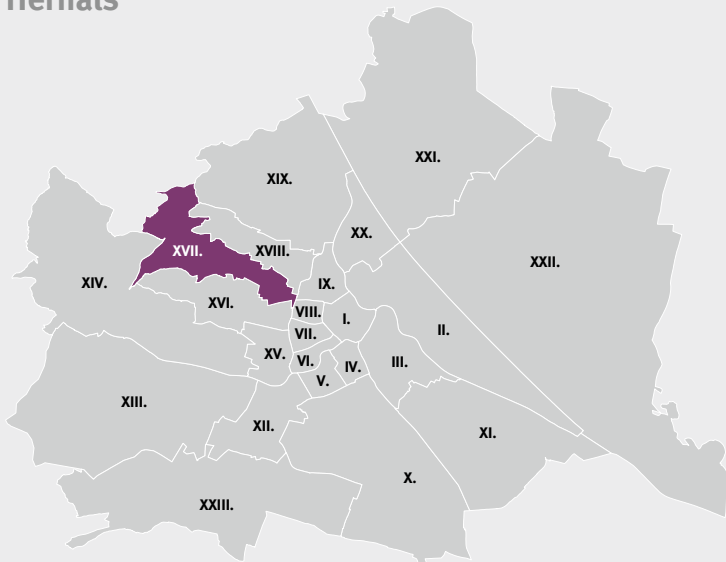 Hernals
XXI.
XIX.
XX.
XVII.
XVIII.
XXII.
XIV.
IX.
XVI.
VIII.
I.
II.
VII.
XV.
VI.
IV.
III.
V.
XIII.
XII.
XI.
X.
XXIII.